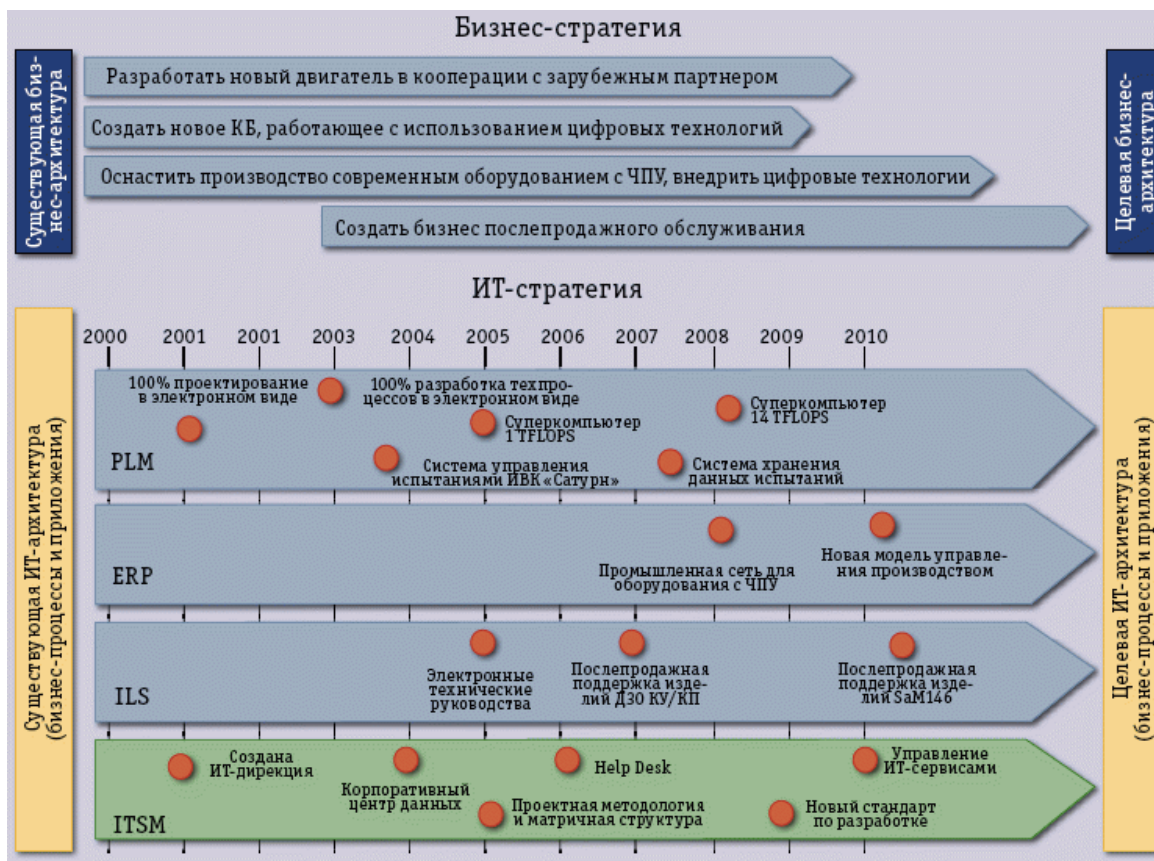 Бизнес-стратегия
Существующая биз-
нес-архитектура
Разработать новый двигатель в кооперации с зарубежным партнером
Создать новое КБ, работающее с использованием цифровых технологий
Оснастить производство современным оборудованием с ЧПУ, внедрить цифровые технологии
Создать бизнес послепродажного обслуживания
Целевая бизнес-
архитектура
ИТ-стратегия
Существующая ИТ-архитектура
(бизнес-процессы и приложения)
2000 2001 2001 2003 2004 2005 2006 2007 2008 2009 2010
100% проектирование
в электронном виде
100% разработка техпро-
цессов в электронном виде
Суперкомпьютер
1 TFLOPS
Суперкомпьютер
14 TFLOPS
PLM
Система управления
испытаниями ИВК «Сатурн»
Система хранения
данных испытаний
ERP
Промышленная сеть для
оборудования с ЧПУ
Новая модель управле-
ния производством
ILS
Электронные
технические
руководства
Послепродажная
поддержка изде-
лий ДЗО КУ/КП
Послепродажная
поддержка изде-
лий SaM146
Создана
ИТ-дирекция
Корпоративный
центр данных
Help Desk
Управление
ИТ-сервисами
ITSM
Проектная методология
и матричная структура
Новый стандарт
по разработке
Целевая ИТ-архитектура
(бизнес-процессы и приложения)